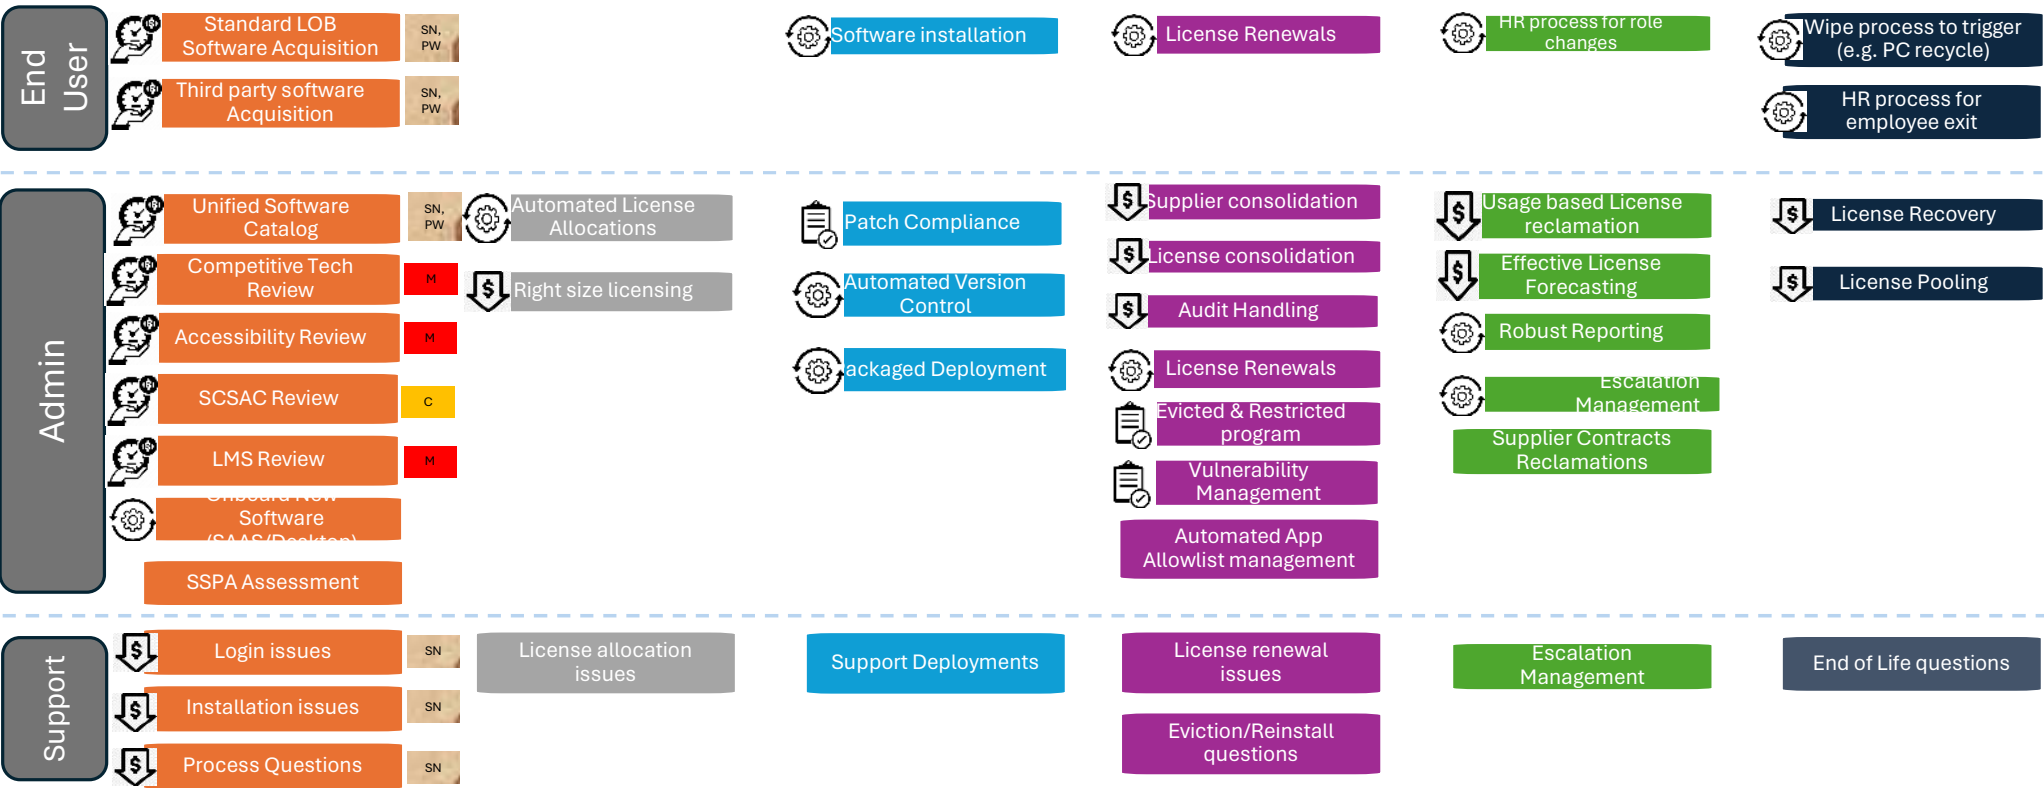 End
User
Standard LOB
Software Acquisition
SN,
PW
Third party software
Acquisition
SN,
PW
Software installation
License Renewals
HR process for role
changes
Wipe process to trigger
(e.g. PC recycle)
HR process for
employee exit
Admin
Unified Software
Catalog
SN,
PW
Competitive Tech
Review
M
Accessibility Review
M
SCSAC Review
C
LMS Review
M
Onboard New
Software
(SAAS/Desktop)
SSPA Assessment
Automated License
Allocations
Right size licensing
Patch Compliance
Automated Version
Control
ackaged Deployment
Supplier consolidation
License consolidation
Audit Handling
License Renewals
Evicted & Restricted
program
Vulnerability
Management
Automated App
Allowlist management
Usage based License
reclamation
Effective License
Forecasting
Robust Reporting
Escalation
Management
Supplier Contracts
Reclamations
License Recovery
License Pooling
Support
Login issues
SN
Installation issues
SN
Process Questions
SN
License allocation
issues
Support Deployments
License renewal
issues
Eviction/Reinstall
questions
Escalation
Management
End of Life questions